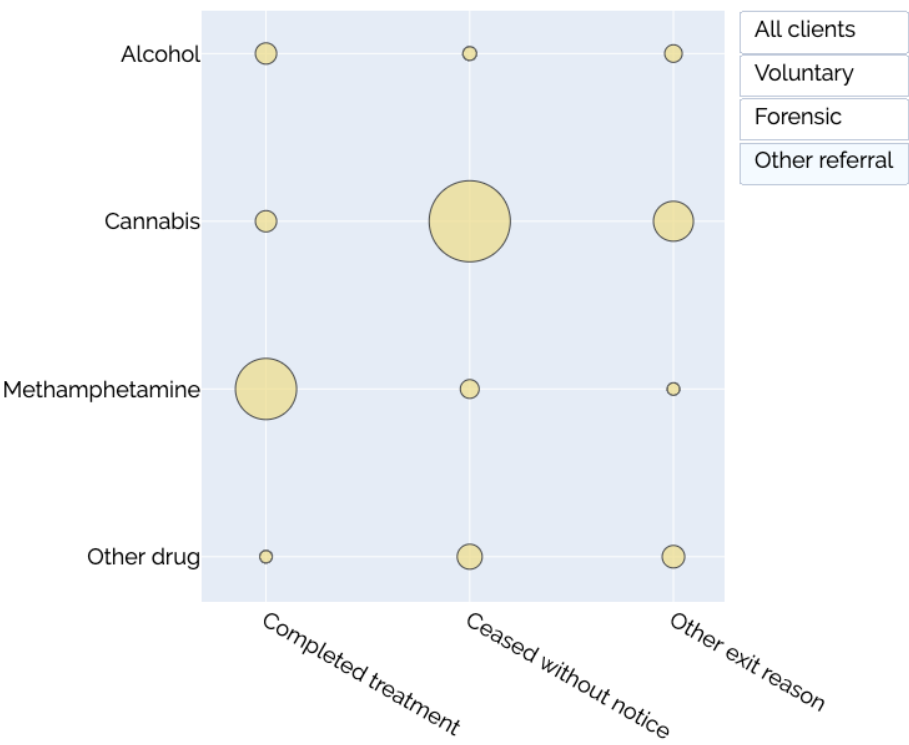 Alcohol
Cannabis
Methamphetamine
Other drug
Completed treatment
Ceased without notice
Other exit reason
All clients
Voluntary
Forensic
Other referral